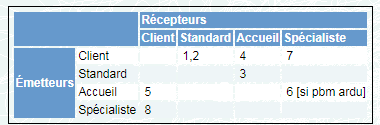 Récepteurs
Client Standard Accueil Spécialiste
Client 1,2 4 7
Standard 3
Émetteurs
Accueil 5 6 [si pbm ardu]
Spécialiste 8